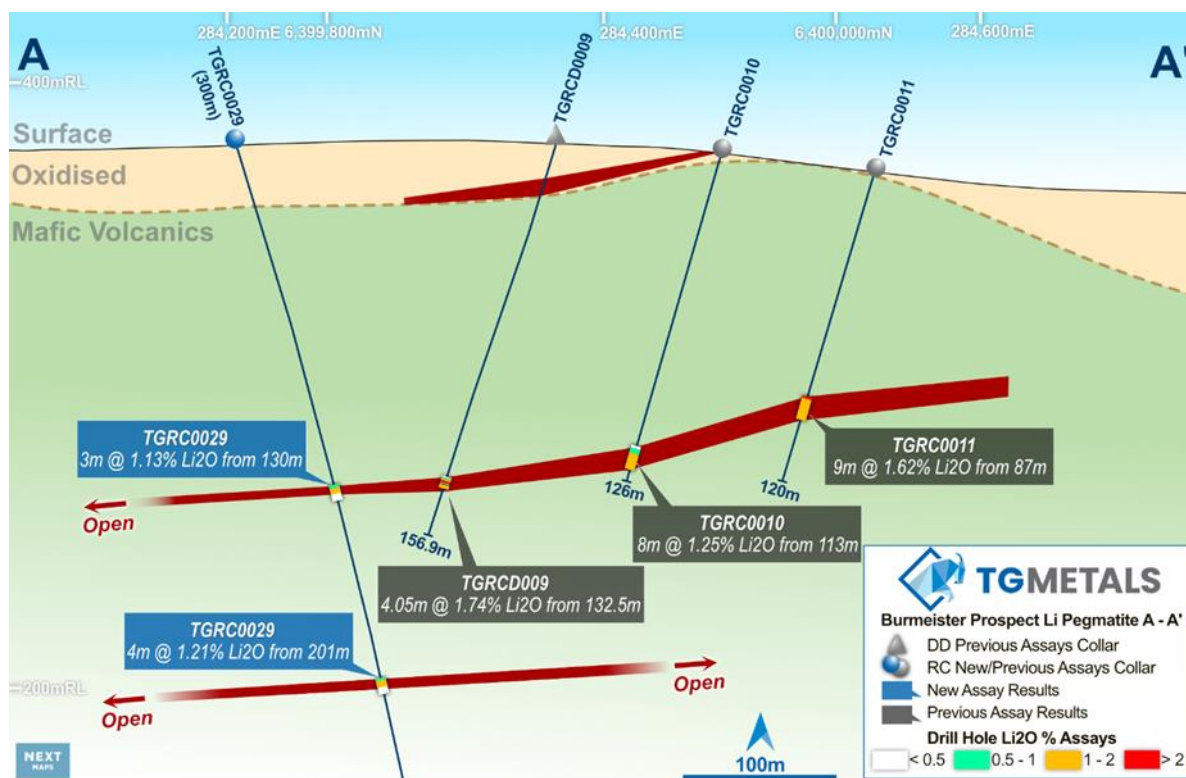 284,200mE 6,399,800mN
284,400mE
6,400,000mN
284,600mE
A
A'
400mRL
TGRC0029
(300m)
TGRCD0009
TGRC0010
TGRC0011
Surface
Oxidised
Mafic Volcanics
TGRC0029
3m @ 1.13% Li2O from 130m
TGRC0011
9m @ 1.62% Li2O from 87m
126m
120m
Open
156.9m
TGRC0010
8m @ 1.25% Li2O from 113m
TGRCD009
4.05m @ 1.74% Li2O from 132.5m
TGRC0029
4m @ 1.21% Li2O from 201m
200mRL
Open
Open
NEXT
MAPS
100m
TGMETALS
Burmeister Prospect Li Pegmatite A - A'
DD Previous Assays Collar
RC New/Previous Assays Collar
New Assay Results
Previous Assay Results
Drill Hole Li2O % Assays
< 0.5 0.5 - 1 1 - 2 > 2